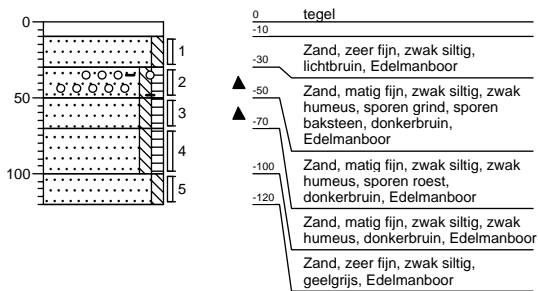 0
50
100
1
2
3
4
5
0
tegel
-10
Zand, zeer fijn, zwak siltig,
lichtbruin, Edelmanboor
-30
Zand, matig fijn, zwak siltig, zwak
humeus, sporen grind, sporen
baksteen, donkerbruin,
Edelmanboor
-50
Zand, matig fijn, zwak siltig, zwak
humeus, sporen roest,
donkerbruin, Edelmanboor
-70
Zand, matig fijn, zwak siltig, zwak
humeus, donkerbruin, Edelmanboor
-100
Zand, zeer fijn, zwak siltig,
geelgrijs, Edelmanboor
-120